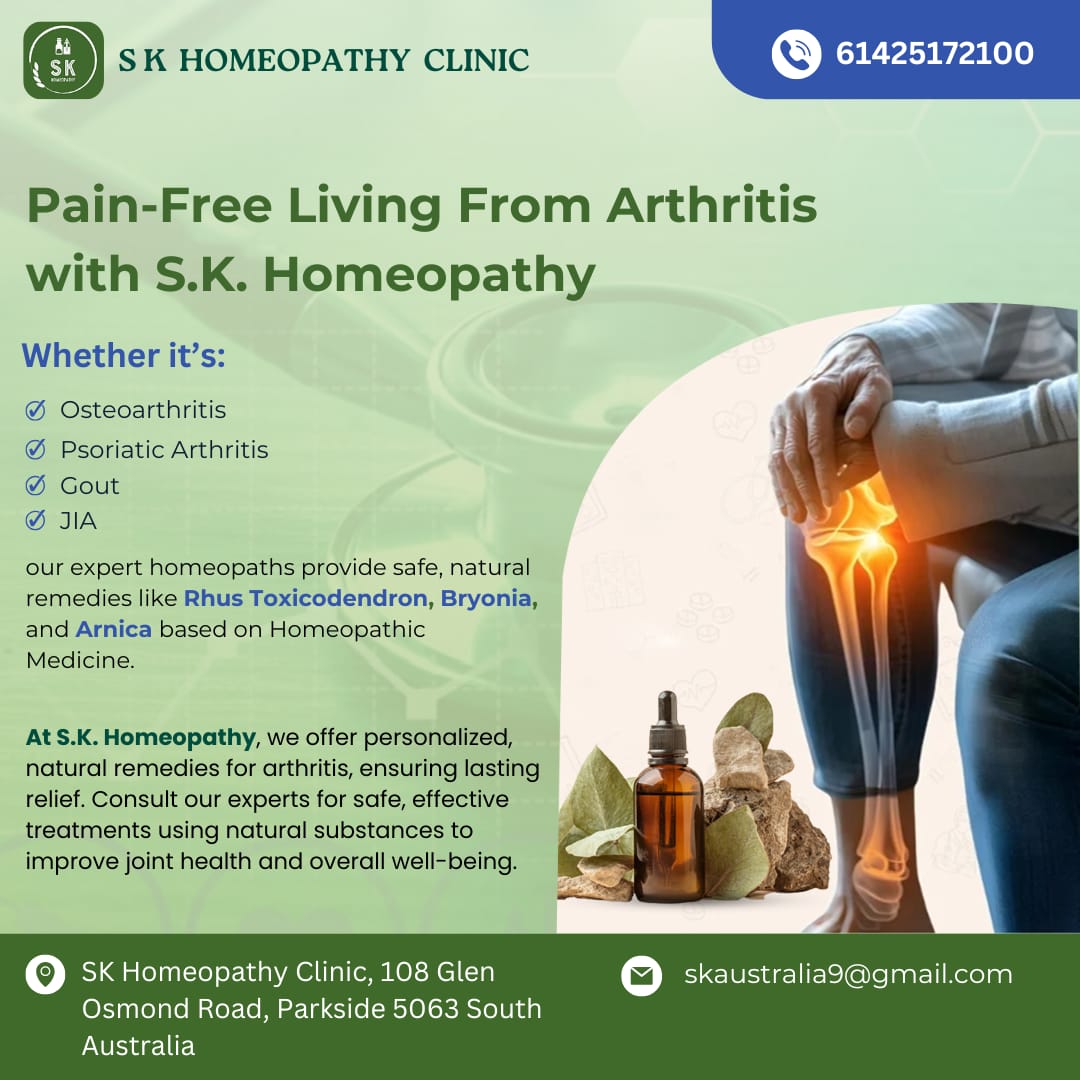 SK
HOMEOPATHY
S K HOMEOPATHY CLINIC
61425172100
Pain-Free Living From Arthritis
with S.K. Homeopathy
Whether it’s:
Osteoarthritis
Psoriatic Arthritis
Gout
JIA
our expert homeopaths provide safe, natural
remedies like Rhus Toxicodendron, Bryonia,
and Arnica based on Homeopathic
Medicine.
At S.K. Homeopathy, we offer personalized,
natural remedies for arthritis, ensuring lasting
relief. Consult our experts for safe, effective
treatments using natural substances to
improve joint health and overall well-being.
SK Homeopathy Clinic, 108 Glen
Osmond Road, Parkside 5063 South
Australia
skaustralia9@gmail.com